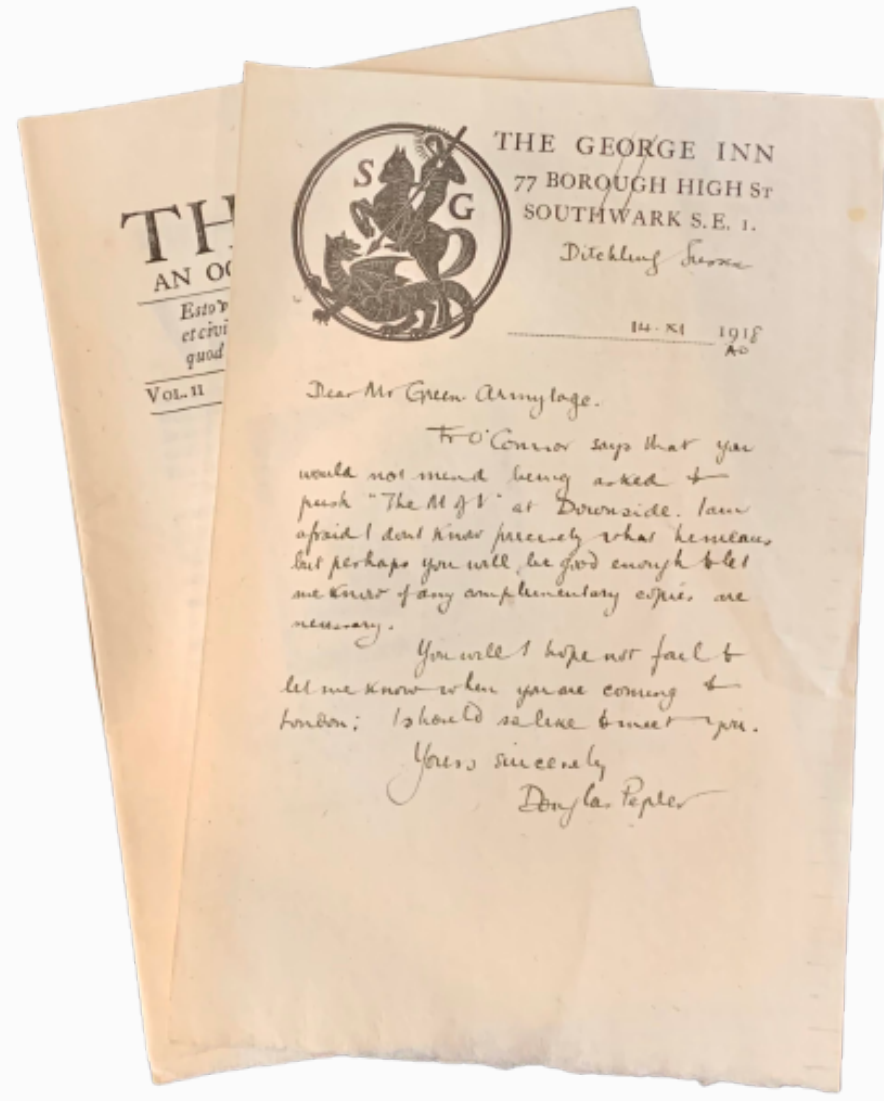 TH
AN OC
Esto
et civi
quod
VOL. II
S G
THE GEORGE INN
77 BOROUGH HIGH ST
SOUTHWARK S.E. 1.
Ditchling Sussex
14. XI 1918
AD
Dear Mr Green-Armytage.
Fr O'Connor says that you
would not mind being asked to
push "The M of V" at Downside. I am
afraid I dont know precisely what he means
but perhaps you will be good enough to let
me know if any complimentary copies are
necessary.
You will I hope not fail to
let me know when you are coming to
London; I should so like to meet you.
Yours sincerely
Douglas Pepler